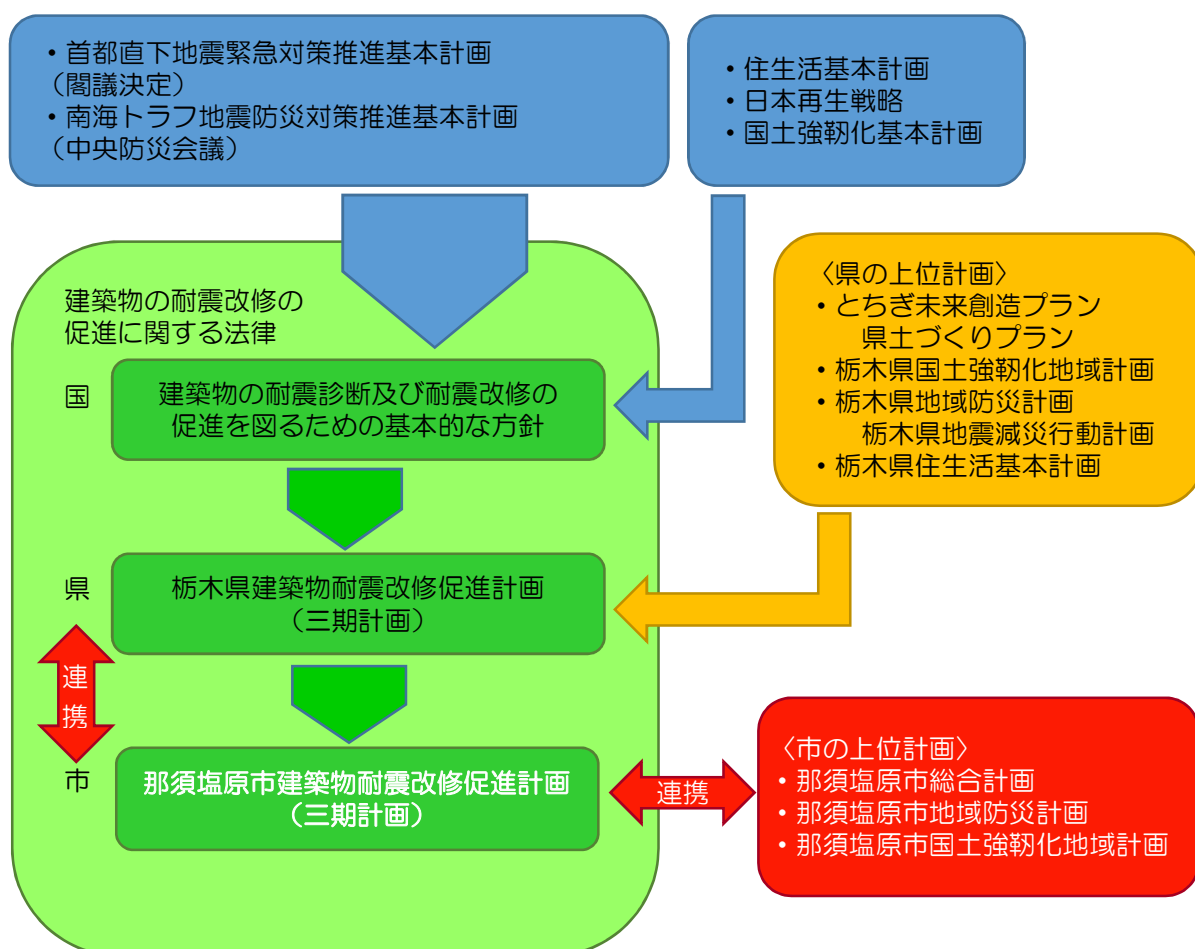 ・首都直下地震緊急対策推進基本計画
（閣議決定）
・南海トラフ地震防災対策推進基本計画
（中央防災会議）
・住生活基本計画
・日本再生戦略
・国土強靭化基本計画
建築物の耐震改修の
促進に関する法律
国
建築物の耐震診断及び耐震改修の
促進を図るための基本的な方針
〈県の上位計画〉
・とちぎ未来創造プラン
県土づくりプラン
・栃木県国土強靭化地域計画
・栃木県地域防災計画
栃木県地震減災行動計画
・栃木県住生活基本計画
県
栃木県建築物耐震改修促進計画
（三期計画）
連
携
市
那須塩原市建築物耐震改修促進計画
（三期計画）
連携
〈市の上位計画〉
・那須塩原市総合計画
・那須塩原市地域防災計画
・那須塩原市国土強靭化地域計画